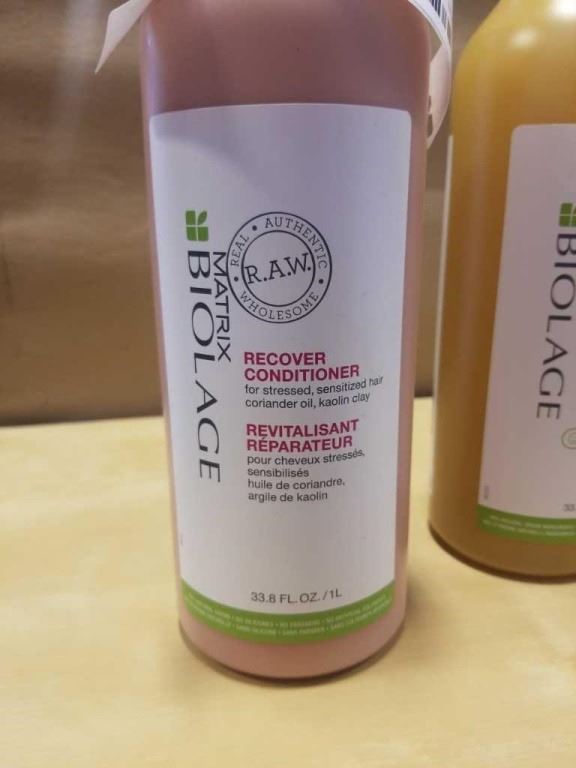 MATRIX
BIOLAGE
REAL • AUTHENTIC • WHOLESOME •
R.A.W.
RECOVER
CONDITIONER
for stressed, sensitized hair
coriander oil, kaolin clay
REVITALISANT
RÉPARATEUR
pour cheveux stressés,
sensibilisés
huile de coriandre,
argile de kaolin
33.8 FL. OZ. / 1L
BIOLAGE
33.